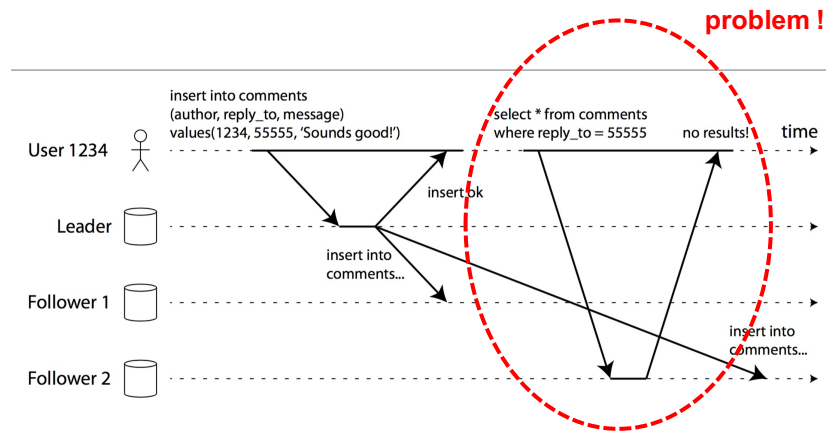 problem !
insert into comments
(author, reply_to, message)
values(1234, 55555, ‘Sounds good!’)
select * from comments
where reply_to = 55555
no results!
time
User 1234
insert ok
Leader
insert into
comments...
Follower 1
insert into
comments...
Follower 2